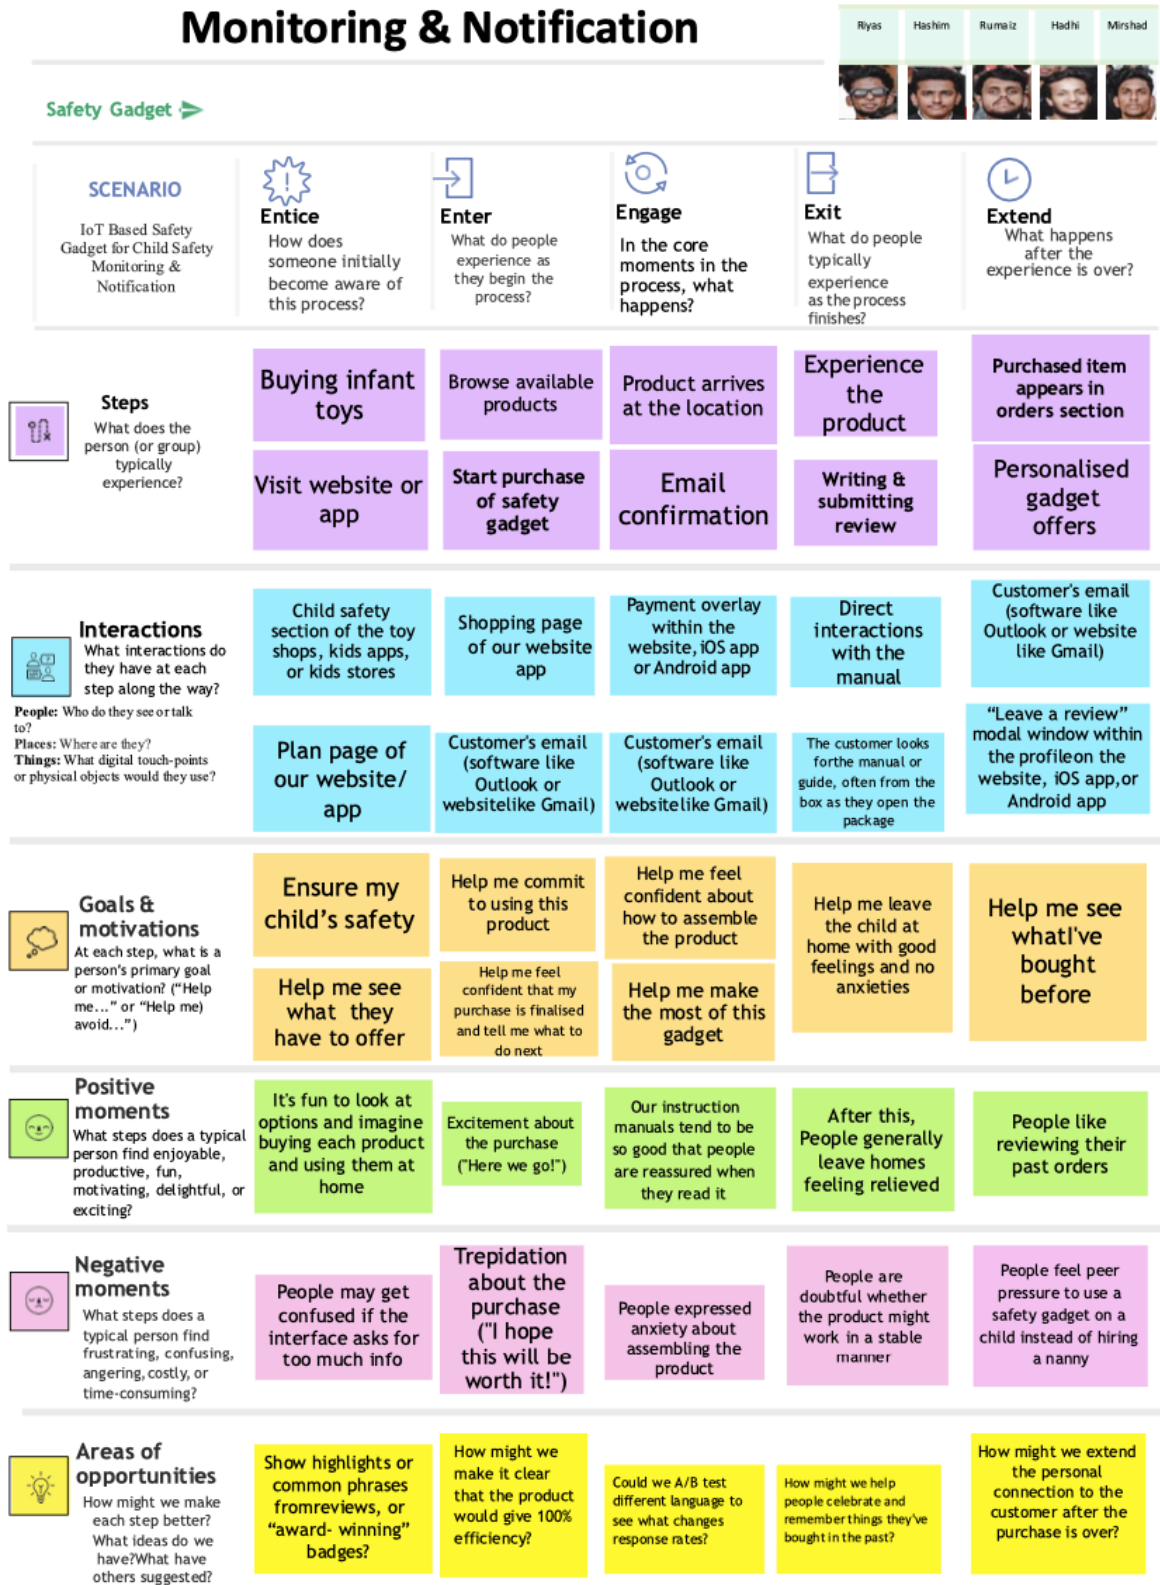 Monitoring & Notification
Riyas
Hashim
Rumaiz
Hadhi
Mirshad
Safety Gadget
SCENARIO
IoT Based Safety
Gadget for Child Safety
Monitoring &
Notification
Entice
How does
someone initially
become aware of
this process?
Enter
What do people
experience as
they begin the
process?
Engage
In the core
moments in the
process, what
happens?
Exit
What do people
typically
experience
as the process
finishes?
Extend
What happens
after the
experience is over?
Steps
What does the
person (or group)
typically
experience?
Buying infant
toys
Browse available
products
Product arrives
at the location
Experience
the
product
Purchased item
appears in
orders section
Visit website or
app
Start purchase
of safety
gadget
Email
confirmation
Writing &
submitting
review
Personalised
gadget
offers
Interactions
What interactions do
they have at each
step along the way?
People: Who do they see or talk
to?
Places: Where are they?
Things: What digital touch-points
or physical objects would they use?
Child safety
section of the toy
shops, kids apps,
or kids stores
Shopping page
of our website
app
Payment overlay
within the
website, iOS app
or Android app
Direct
interactions
with the
manual
Customer's email
(software like
Outlook or website
like Gmail)
Plan page of
our website/
app
Customer's email
(software like
Outlook or
websitelike Gmail)
Customer's email
(software like
Outlook or
websitelike Gmail)
The customer looks
forthe manual or
guide, often from the
box as they open the
package
“Leave a review”
modal window within
the profileon the
website, iOS app,or
Android app
Goals &
motivations
At each step, what is a
person’s primary goal
or motivation? (“Help
me...” or “Help me)
avoid...”)
Ensure my
child’s safety
Help me commit
to using this
product
Help me feel
confident about
how to assemble
the product
Help me leave
the child at
home with good
feelings and no
anxieties
Help me see
whatI've
bought
before
Help me see
what they
have to offer
Help me feel
confident that my
purchase is finalised
and tell me what to
do next
Help me make
the most of this
gadget
Positive
moments
What steps does a typical
person find enjoyable,
productive, fun,
motivating, delightful, or
exciting?
It's fun to look at
options and imagine
buying each product
and using them at
home
Excitement about
the purchase
("Here we go!")
Our instruction
manuals tend to be
so good that people
are reassured when
they read it
After this,
People generally
leave homes
feeling relieved
People like
reviewing their
past orders
Negative
moments
What steps does a
typical person find
frustrating, confusing,
angering, costly, or
time-consuming?
People may get
confused if the
interface asks for
too much info
Trepidation
about the
purchase
("I hope
this will be
worth it!")
People expressed
anxiety about
assembling the
product
People are
doubtful whether
the product might
work in a stable
manner
People feel peer
pressure to use a
safety gadget on a
child instead of hiring
a nanny
Areas of
opportunities
How might we make
each step better?
What ideas do we
have?What have
others suggested?
Show highlights or
common phrases
fromreviews, or
“award- winning”
badges?
How might we
make it clear
that the product
would give 100%
efficiency?
Could we A/B test
different language to
see what changes
response rates?
How might we help
people celebrate and
remember things they've
bought in the past?
How might we extend
the personal
connection to the
customer after the
purchase is over?